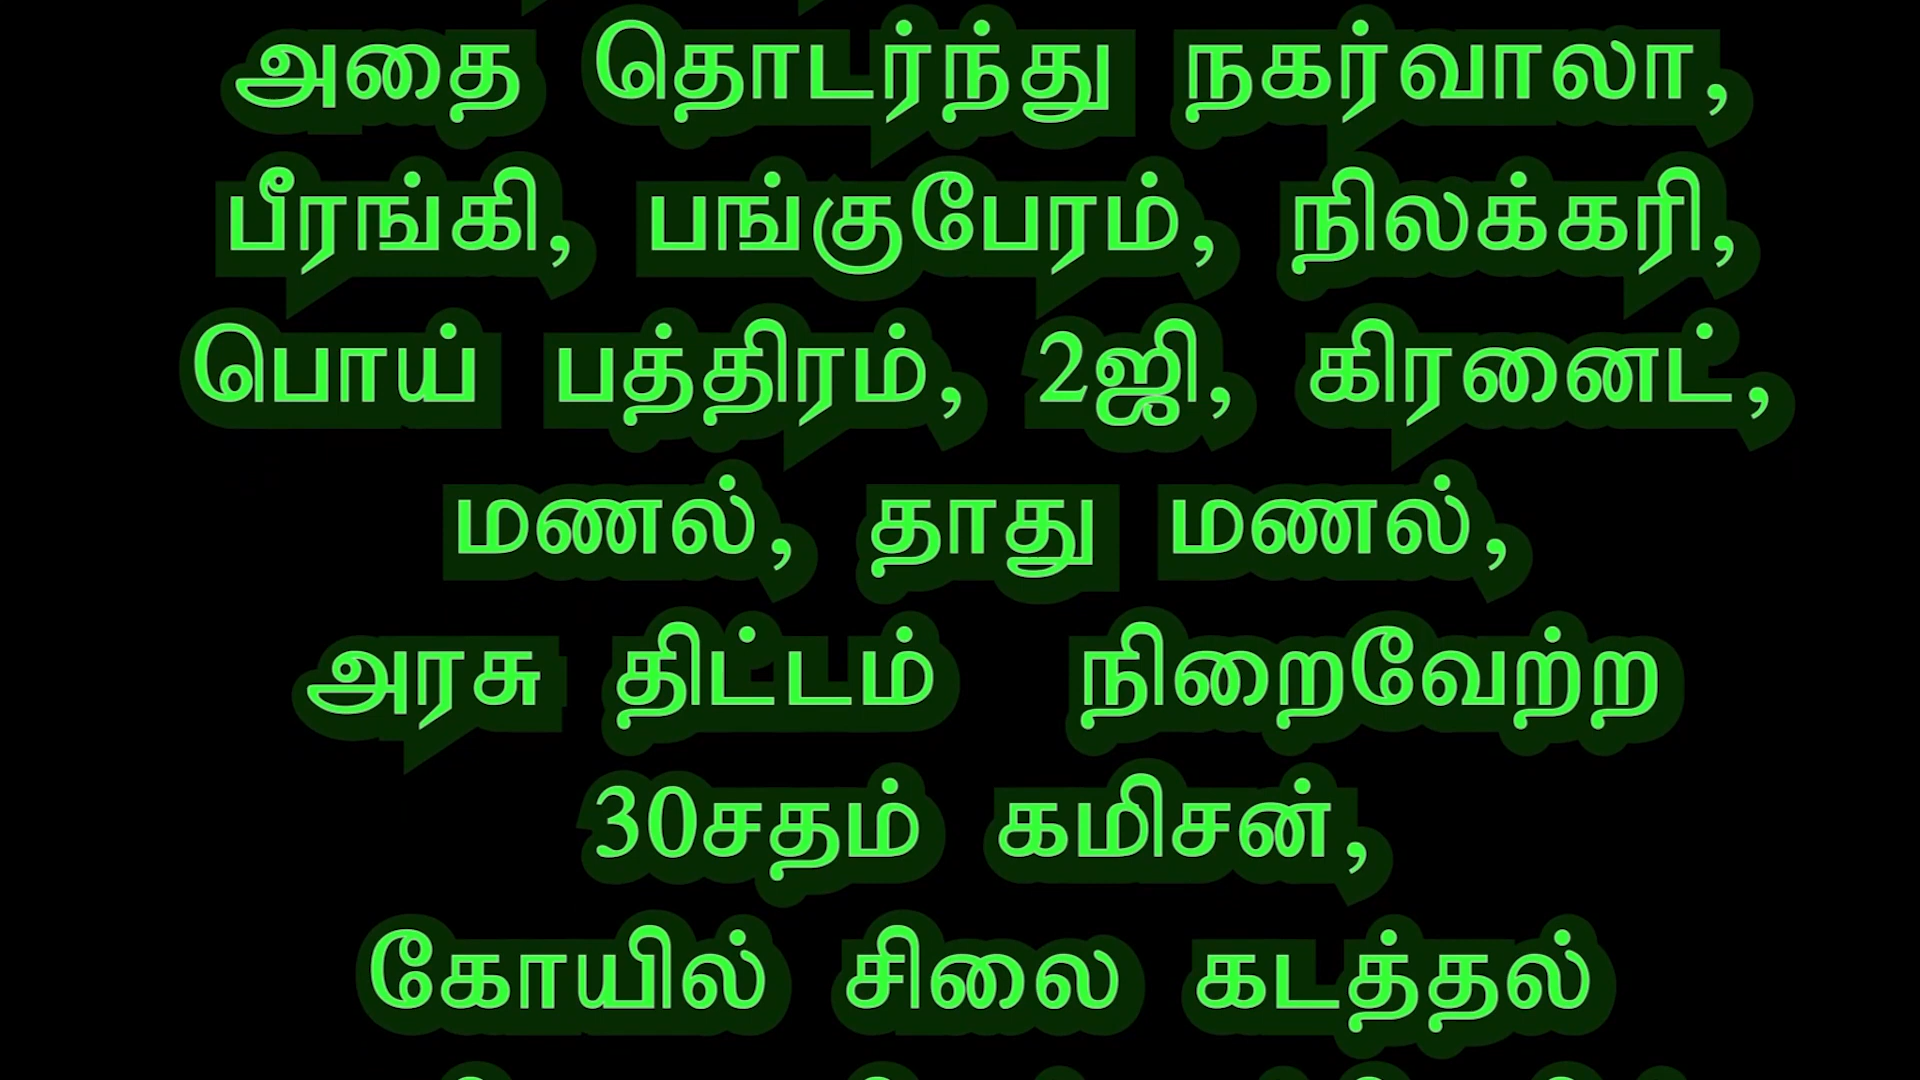 அதை தொடர்ந்து நகர்வாலா,
பீரங்கி, பங்குபேரம், நிலக்கரி,
பொய் பத்திரம், 2ஜி, கிரனைட்,
மணல், தாது மணல்,
அரசு திட்டம் நிறைவேற்ற
30சதம் கமிசன்,
கோயில் சிலை கடத்தல்